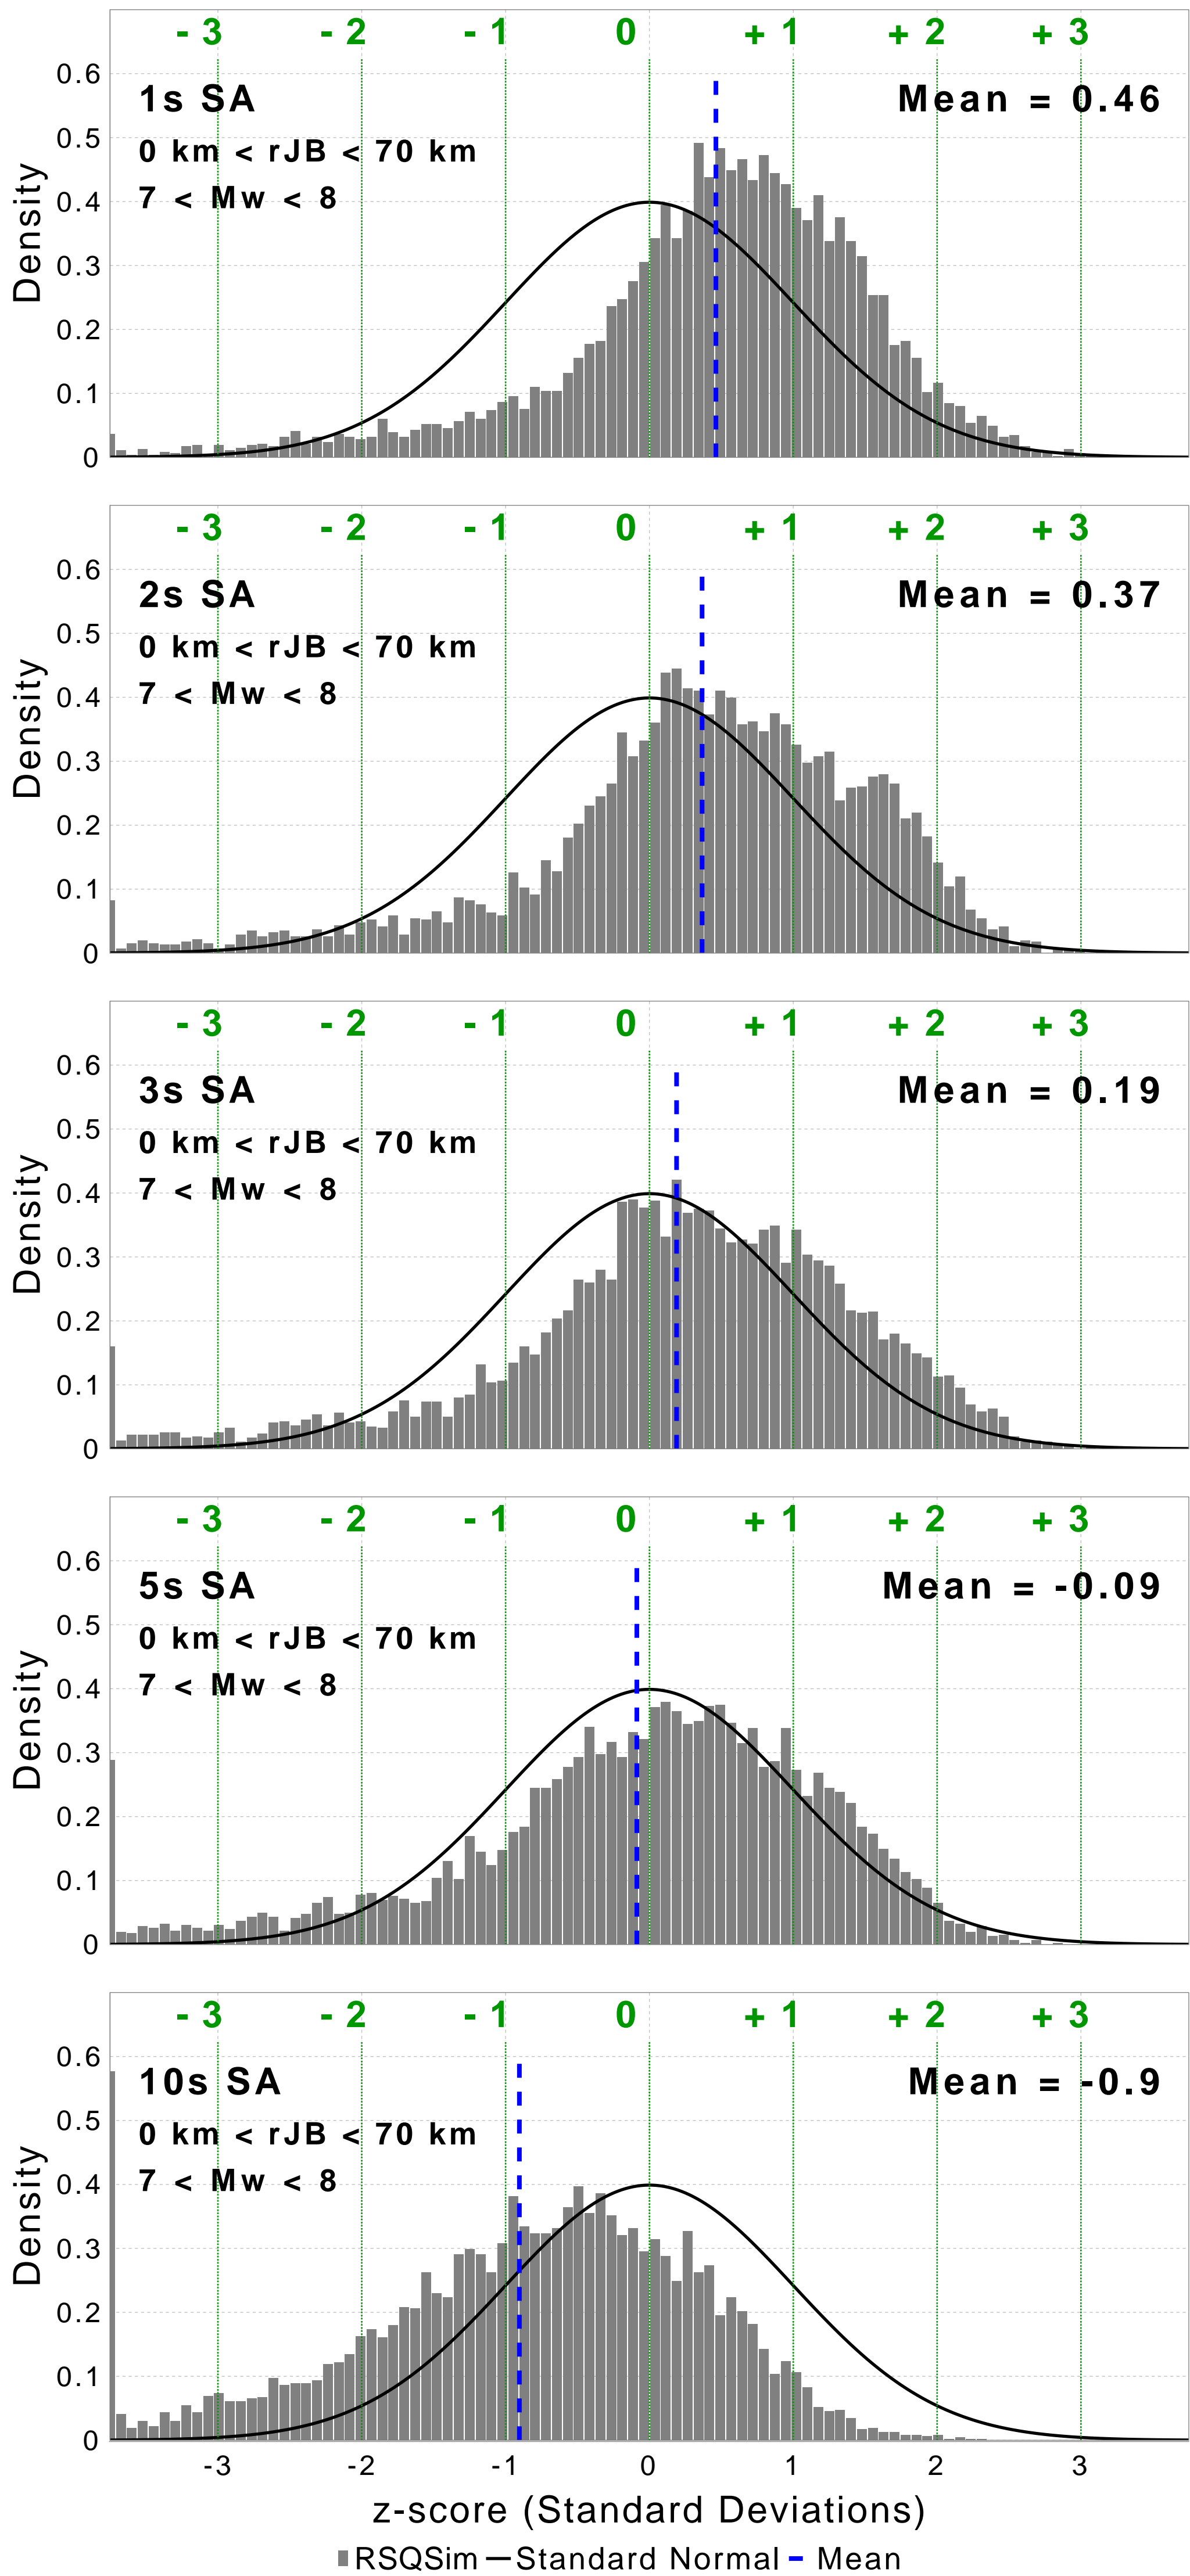 - 3 - 2 - 1 0 + 1 + 2 + 3
0.6
1s SA Mean = 0.46
0.5
0 km < rJB < 70 km
7 < Mw < 8
0.4
0.3
0.2
0.1
0
Density
- 3 - 2 - 1 0 + 1 + 2 + 3
0.6
2s SA Mean = 0.37
0.5
0 km < rJB < 70 km
7 < Mw < 8
0.4
0.3
0.2
0.1
0
Density
- 3 - 2 - 1 0 + 1 + 2 + 3
0.6
3s SA Mean = 0.19
0.5
0 km < rJB < 70 km
7 < Mw < 8
0.4
0.3
0.2
0.1
0
Density
- 3 - 2 - 1 0 + 1 + 2 + 3
0.6
5s SA Mean = -0.09
0.5
0 km < rJB < 70 km
7 < Mw < 8
0.4
0.3
0.2
0.1
0
Density
- 3 - 2 - 1 0 + 1 + 2 + 3
0.6
10s SA Mean = -0.9
0.5
0 km < rJB < 70 km
7 < Mw < 8
0.4
0.3
0.2
0.1
0
Density
-3 -2 -1 0 1 2 3
z-score (Standard Deviations)
RSQSim Standard Normal Mean